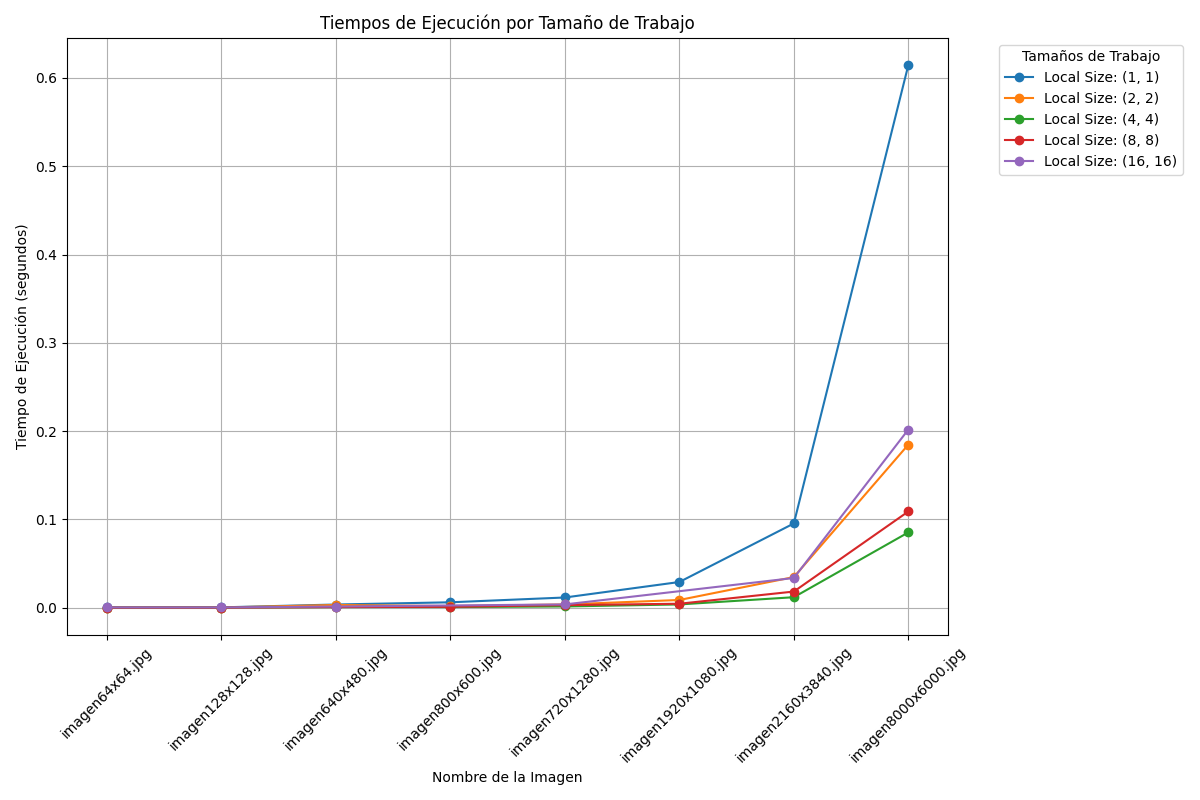 Tiempos de Ejecución por Tamaño de Trabajo
Tiempo de Ejecución (segundos)
0.6
0.5
0.4
0.3
0.2
0.1
0.0
imagen64x64.jpg
imagen128x128.jpg
imagen640x480.jpg
imagen800x600.jpg
imagen720x1280.jpg
imagen1920x1080.jpg
imagen2160x3840.jpg
imagen8000x6000.jpg
Nombre de la Imagen
Tamaños de Trabajo
Local Size: (1, 1)
Local Size: (2, 2)
Local Size: (4, 4)
Local Size: (8, 8)
Local Size: (16, 16)